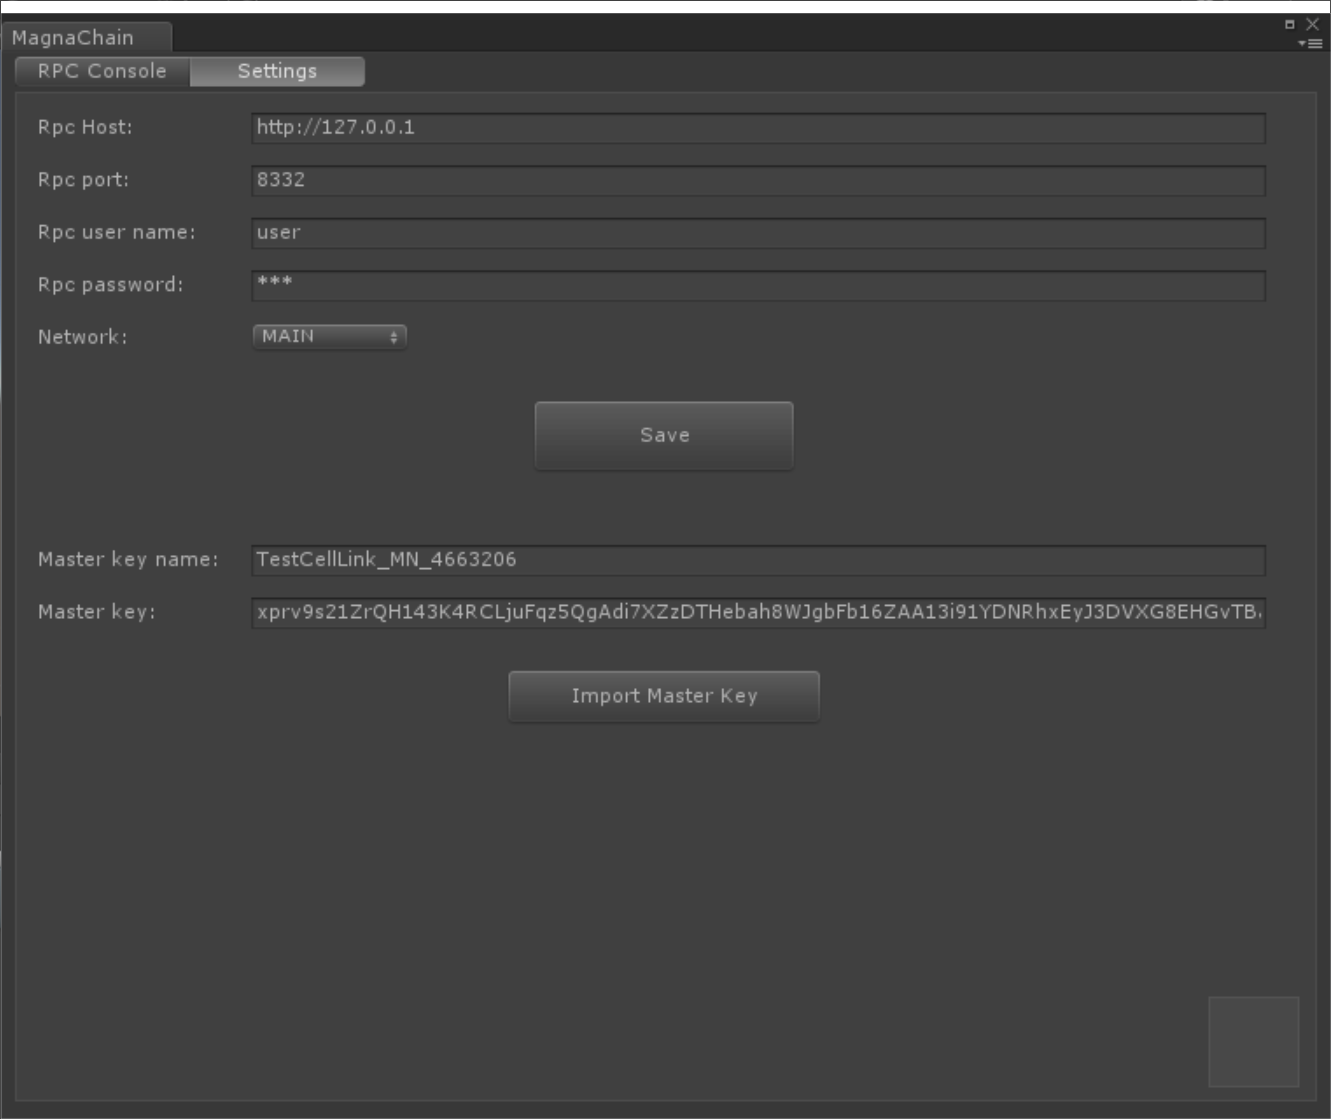 MagnaChain
RPC Console Settings
Rpc Host: http://127.0.0.1
Rpc port: 8332
Rpc user name: user
Rpc password: ***
Network: MAIN
Save
Master key name: TestCellLink_MN_4663206
Master key: xprv9s21ZrQH143K4RCLjuFqz5QgAdi7XZzDTHebah8WJgbFb16ZAA13i91YDNRhxEyJ3DVXG8EHGvTB
Import Master Key